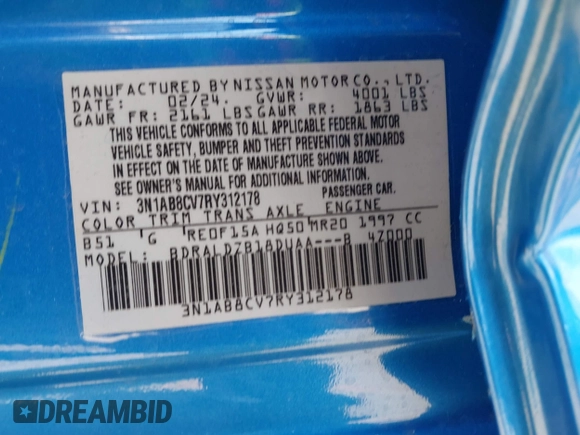 MANUFACTURED BY NISSAN MOTOR CO., LTD.
DATE: 02/24. GVWR: 4001 LBS
GAWR FR: 2161 LBS GAWR RR: 1863 LBS
THIS VEHICLE CONFORMS TO ALL APPLICABLE FEDERAL MOTOR
VEHICLE SAFETY, BUMPER AND THEFT PREVENTION STANDARDS
IN EFFECT ON THE DATE OF MANUFACTURE SHOWN ABOVE.
SEE OWNER'S MANUAL FOR ADDITIONAL INFORMATION.
VIN: 3N1AB8CV7RY312178 PASSENGER CAR.
COLOR TRIM TRANS AXLE ENGINE
B51 'G 'RE0F15A HQ50'MR20 1997 CC
MODEL: BDRALDZB18DUAA---B 4Z000
3N1AB8CV7RY312178
DREAMBID